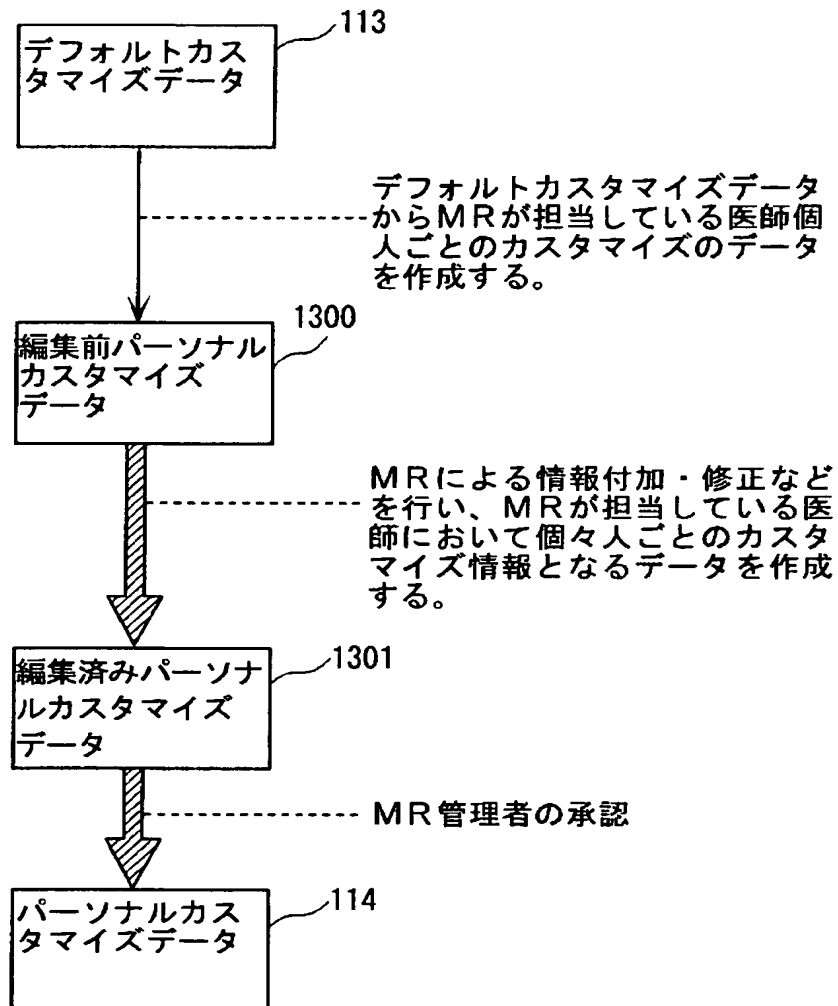 113
デフォルトカス
タマイズデータ
デフォルトカスタマイズデータ
からMRが担当している医師個
人ごとのカスタマイズのデータ
を作成する。
1300
編集前パーソナル
カスタマイズ
データ
MRによる情報付加・修正など
を行い、MRが担当している医
師において個々人ごとのカスタ
マイズ情報となるデータを作成
する。
1301
編集済みパーソナ
ルカスタマイズ
データ
MR管理者の承認
114
パーソナルカス
タマイズデータ